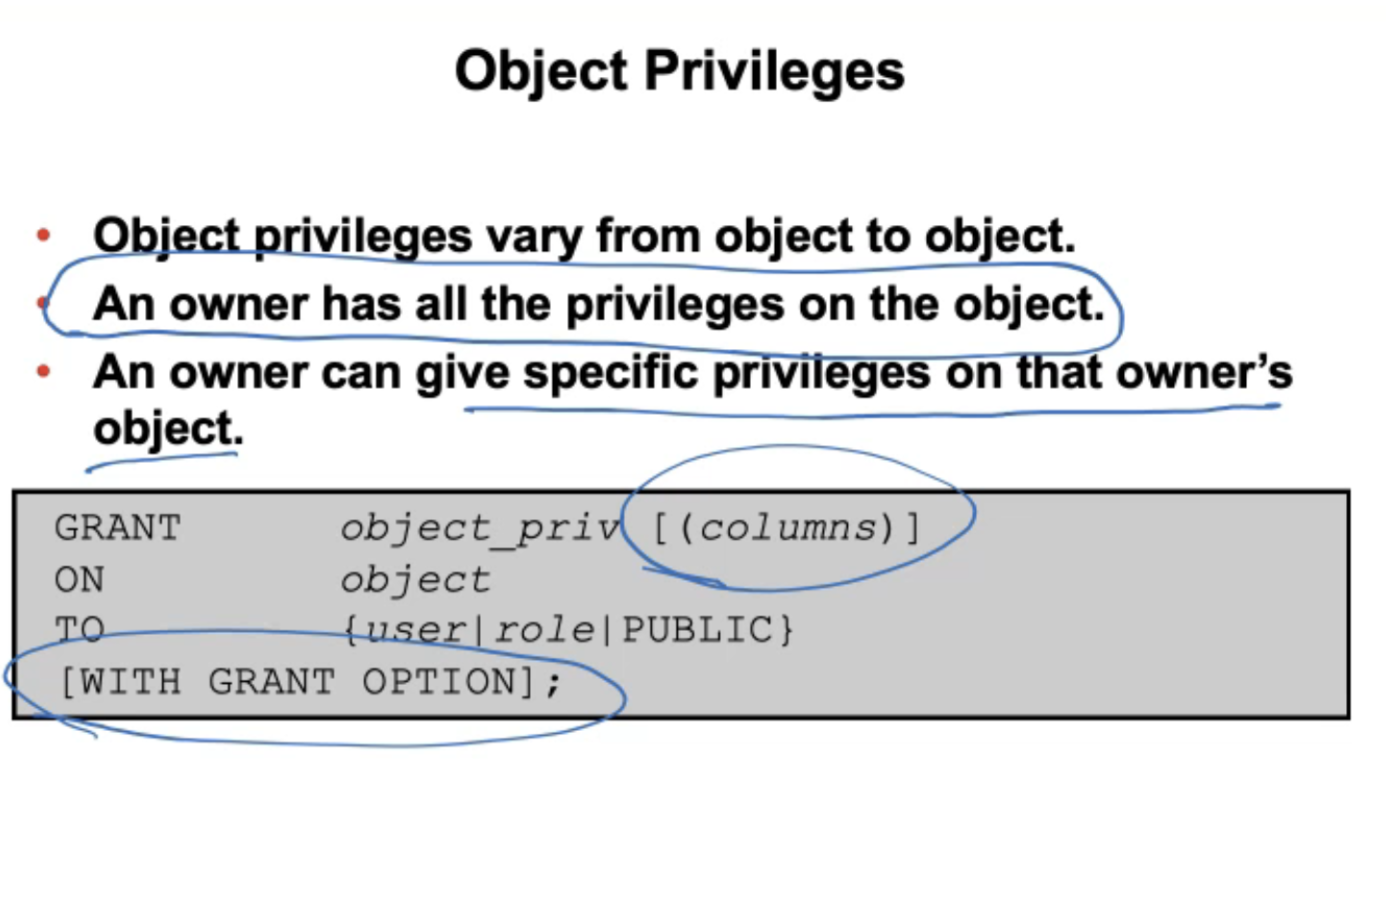 Object Privileges
• Object privileges vary from object to object.
• An owner has all the privileges on the object.
• An owner can give specific privileges on that owner’s
object.
GRANT object_priv [(columns)]
ON object
TO {user|role|PUBLIC}
[WITH GRANT OPTION];